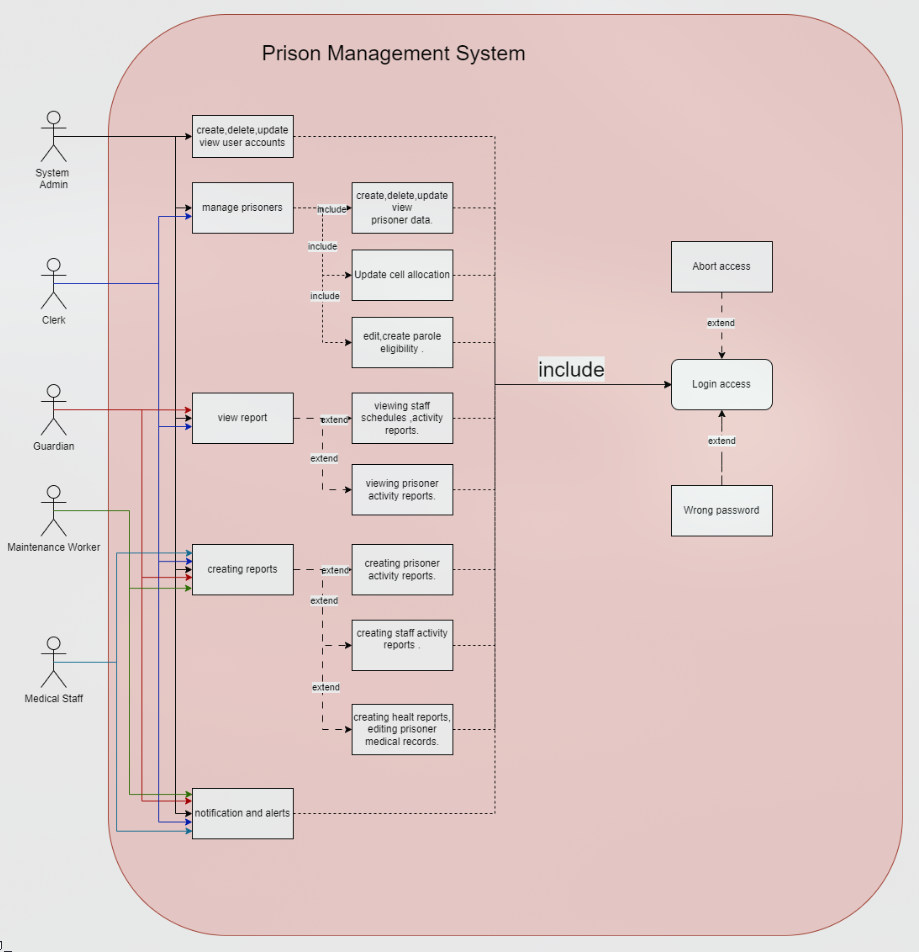 Prison Management System
create,delete,update
view user accounts
System
Admin
manage prisoners
include
create,delete,update
view
prisoner data.
include
Update cell allocation
include
edit,create parole
eligibility .
Clerk
Abort access
extend
include
Login access
extend
Wrong password
Guardian
view report
extend
viewing staff
schedules ,activity
reports.
extend
viewing prisoner
activity reports.
Maintenance Worker
creating reports
extend
creating prisoner
activity reports.
extend
creating staff activity
reports .
Medical Staff
extend
creating healt reports,
editing prisoner
medical records.
notification and alerts